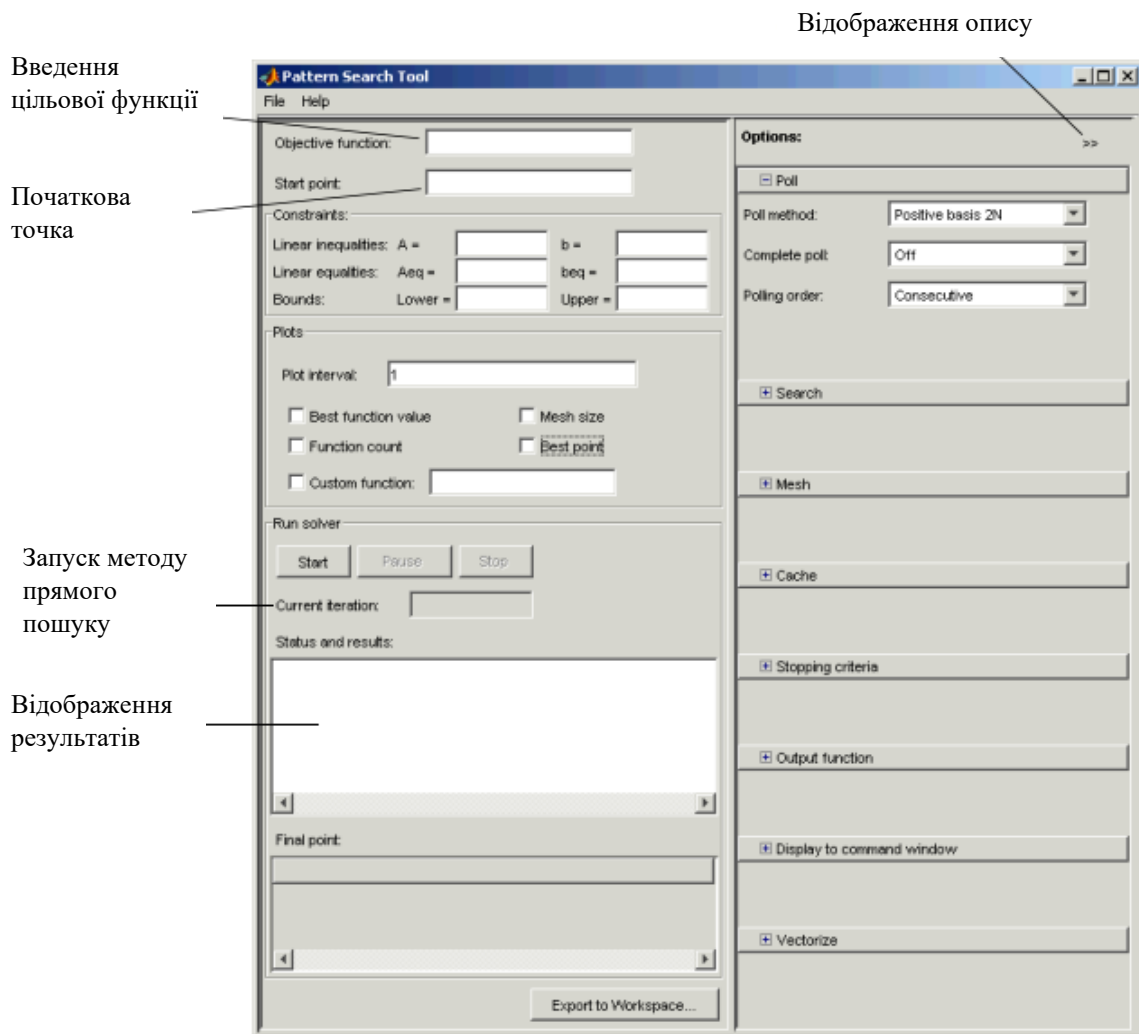 Відображення опису
Введення
цільової функції
Початкова
точка
Запуск методу
прямого
пошуку
Відображення
результатів
Pattern Search Tool
File Help
Objective function:
Start point:
Constraints:
Linear inequalities: A = b =
Linear equalities: Aeq = beq =
Bounds: Lower = Upper =
Plots
Plot interval: 1
Best function value Mesh size
Function count Best point
Custom function:
Run solver
Start Pause Stop
Current iteration:
Status and results:
Final point:
Export to Workspace...
Options: >>
Poll
Poll method: Positive basis 2N
Complete poll: Off
Polling order: Consecutive
Search
Mesh
Cache
Stopping criteria
Output function
Display to command window
Vectorize